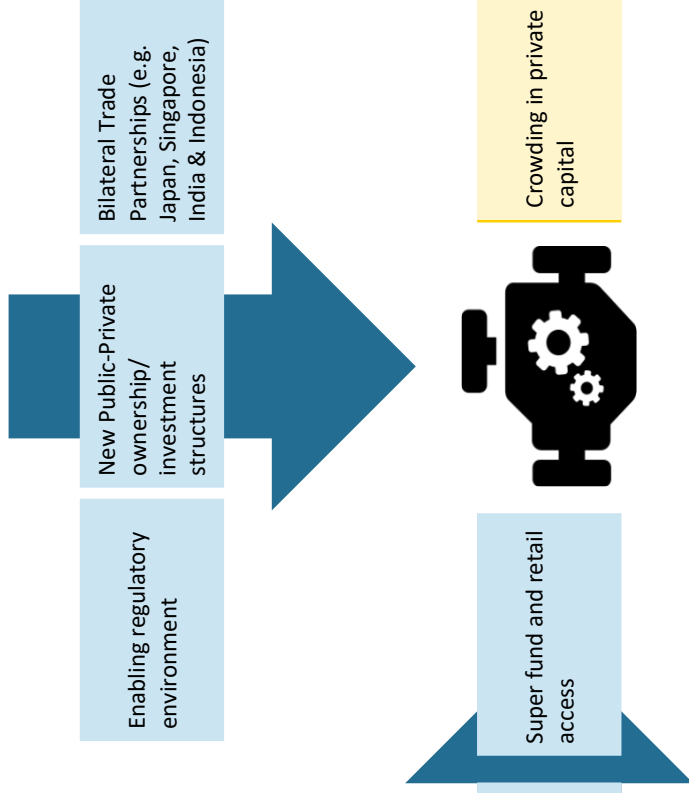 Enabling regulatory
environment
New Public-Private
ownership/
investment
structures
Bilateral Trade
Partnerships (e.g.
Japan, Singapore,
India & Indonesia)
Super fund and retail
access
Crowding in private
capital